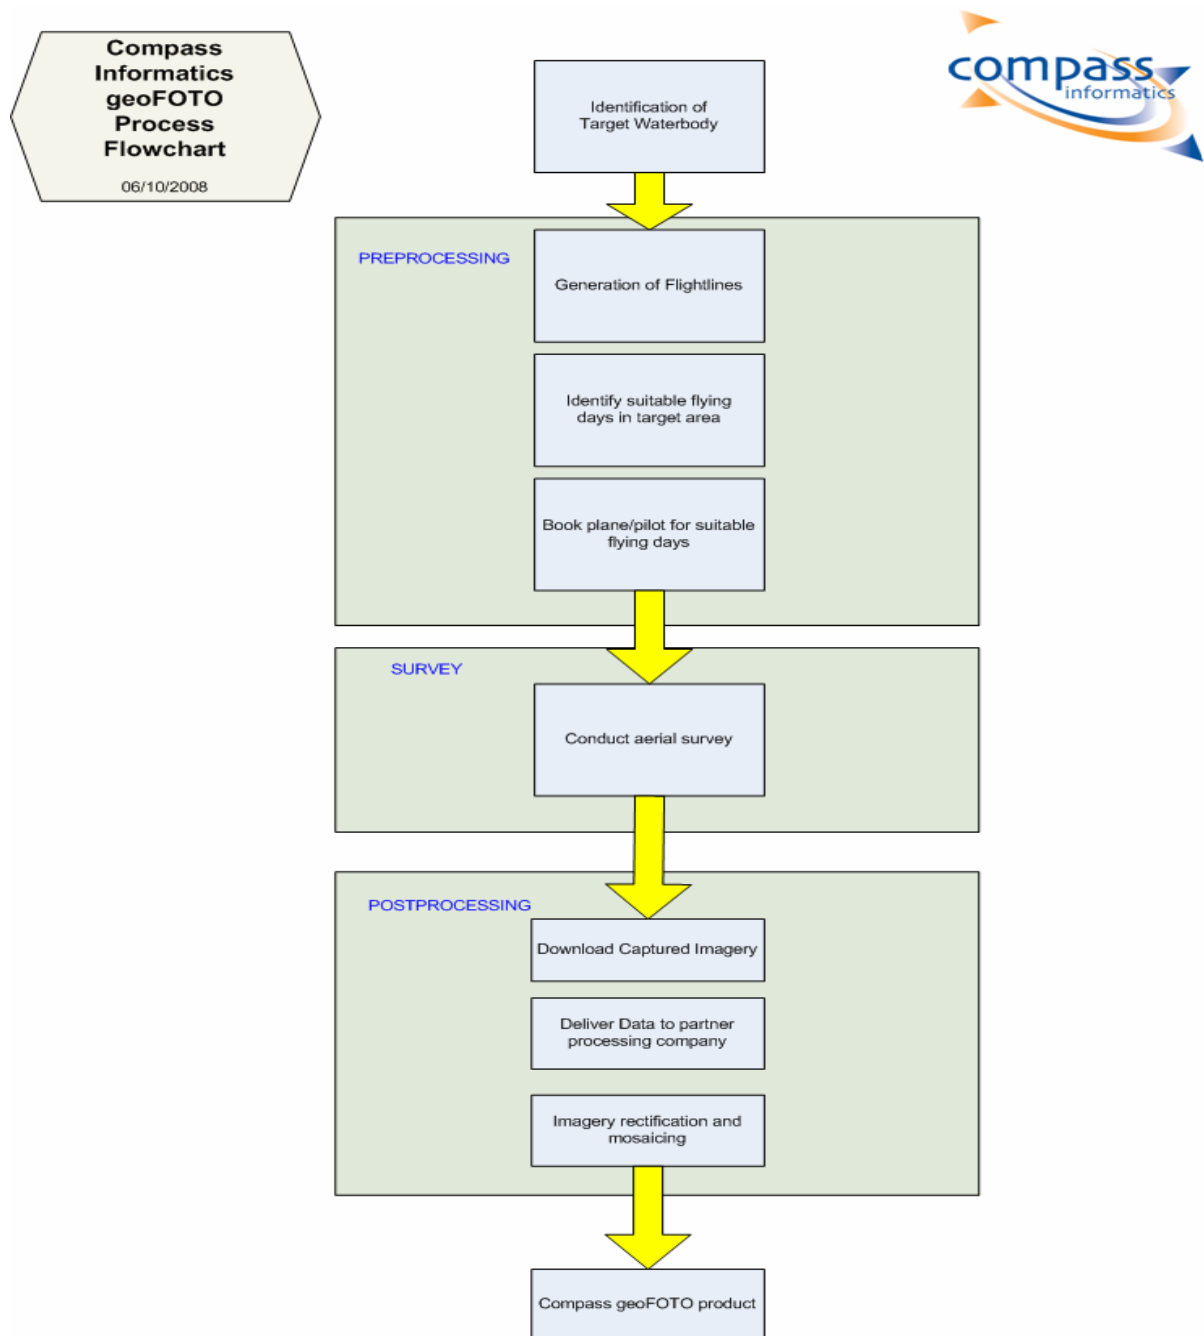 Compass
Informatics
geoFOTO
Process
Flowchart
06/10/2008
compass
informatics
Identification of
Target Waterbody
PREPROCESSING
Generation of Flightlines
Identify suitable flying
days in target area
Book plane/pilot for suitable
flying days
SURVEY
Conduct aerial survey
POSTPROCESSING
Download Captured Imagery
Deliver Data to partner
processing company
Imagery rectification and
mosaicing
Compass geoFOTO product